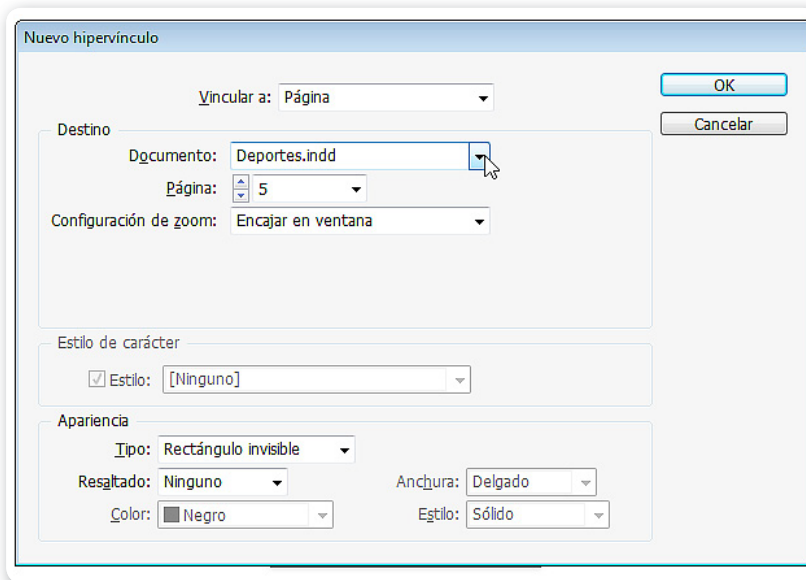 Nuevo hipervínculo
Vincular a: Página
OK
Destino
Cancelar
Documento: Deportes.indd
Página: 5
Configuración de zoom: Encajar en ventana
Estilo de carácter
Estilo: [Ninguno]
Apariencia
Tipo: Rectángulo invisible
Resaltado: Ninguno Anchura: Delgado
Color: Negro Estilo: Sólido